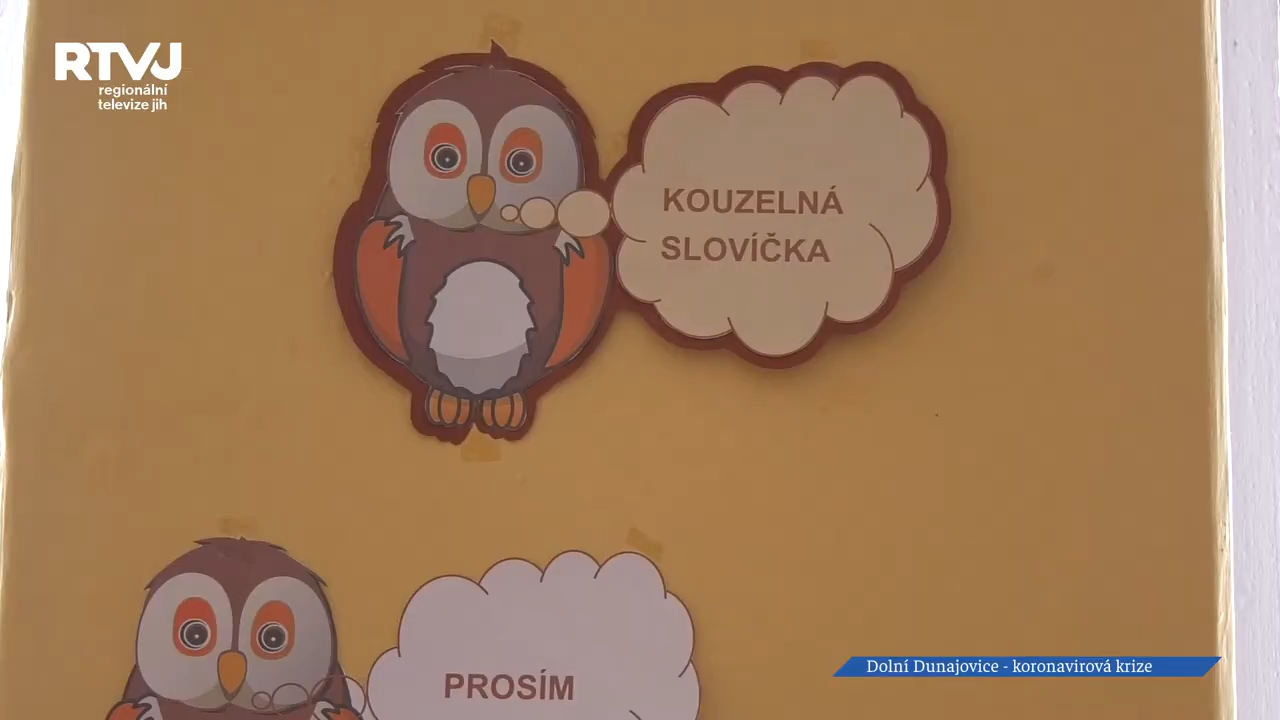 RTVJ
regionální
televize jih
KOUZELNÁ
SLOVÍČKA
PROSÍM
Dolní Dunajovice - koronavirová krize